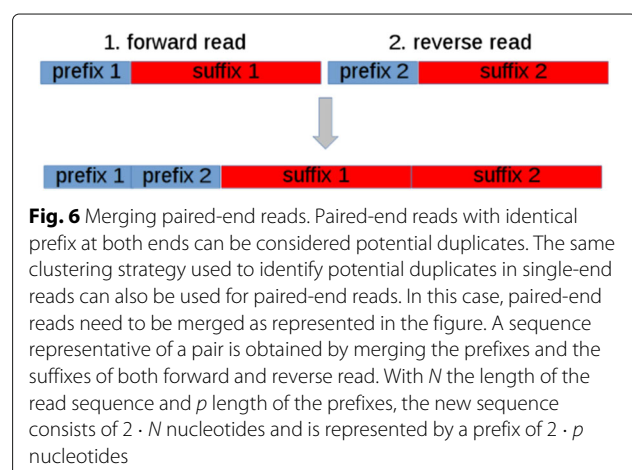 1. forward read 2. reverse read
prefix 1 suffix 1 prefix 2 suffix 2
prefix 1 prefix 2 suffix 1 suffix 2
Fig. 6 Merging paired-end reads. Paired-end reads with identical
prefix at both ends can be considered potential duplicates. The same
clustering strategy used to identify potential duplicates in single-end
reads can also be used for paired-end reads. In this case, paired-end
reads need to be merged as represented in the figure. A sequence
representative of a pair is obtained by merging the prefixes and the
suffixes of both forward and reverse read. With N the length of the
read sequence and p length of the prefixes, the new sequence
consists of 2 · N nucleotides and is represented by a prefix of 2 · p
nucleotides